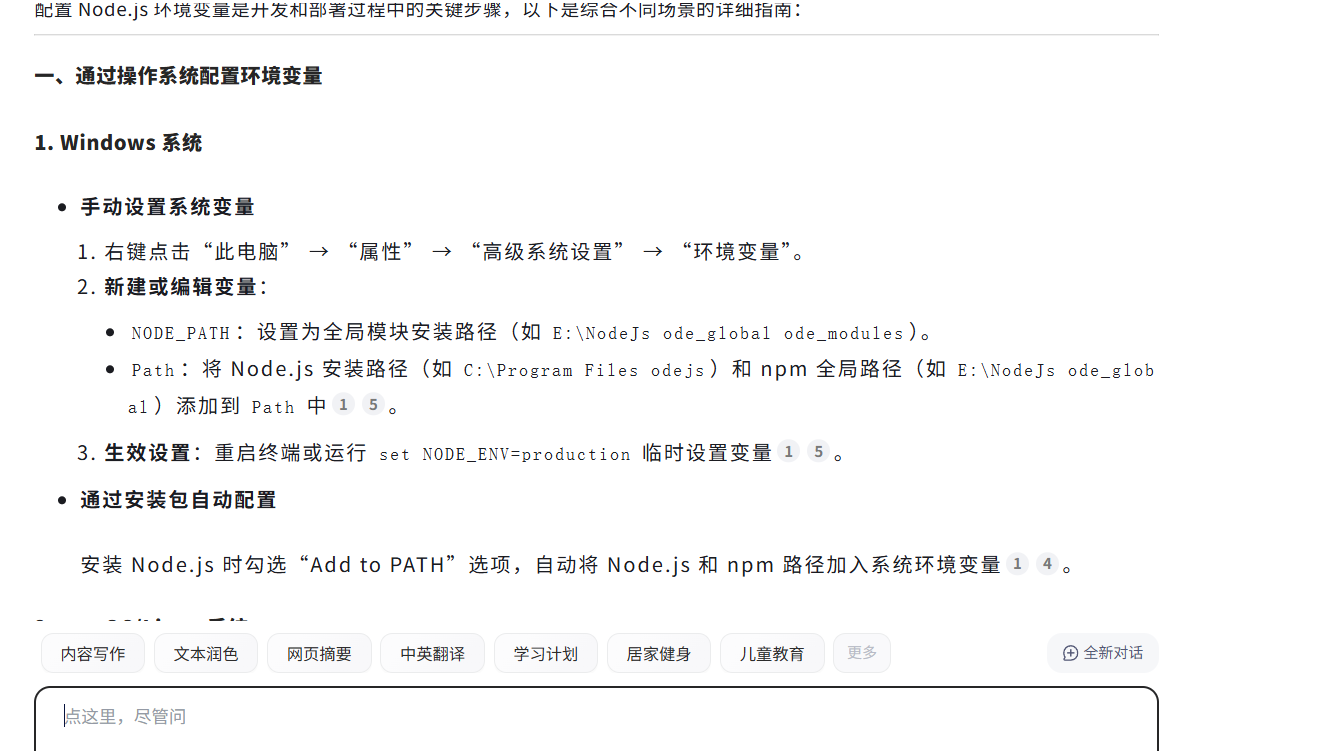 配置 Node.js 环境变量是开发和部署过程中的关键步骤，以下是综合不同场景的详细指南：
一、通过操作系统配置环境变量
1. Windows 系统
手动设置系统变量
1. 右键点击“此电脑” → “属性” → “高级系统设置” → “环境变量”。
2. 新建或编辑变量：
NODE_PATH：设置为全局模块安装路径（如 E:\NodeJs ode_global ode_modules）。
Path：将 Node.js 安装路径（如 C:\Program Files odejs）和 npm 全局路径（如 E:\NodeJs ode_glob
al）添加到 Path 中 1 5 。
3. 生效设置：重启终端或运行 set NODE_ENV=production 临时设置变量 1 5 。
通过安装包自动配置
安装 Node.js 时勾选“Add to PATH”选项，自动将 Node.js 和 npm 路径加入系统环境变量 1 4 。
内容写作 文本润色 网页摘要 中英翻译 学习计划 居家健身 儿童教育 更多 全新对话
点这里，尽管问